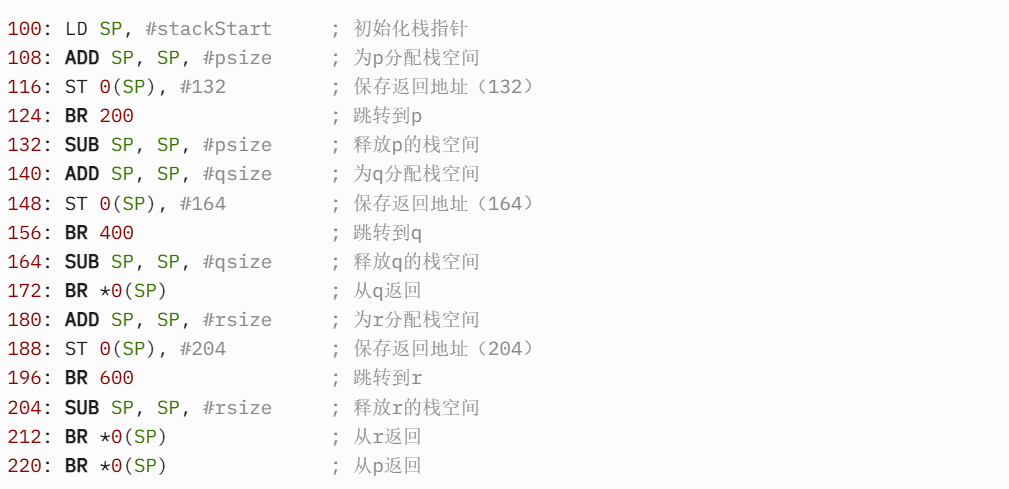 100: LD SP, #stackStart     ; 初始化栈指针
108: ADD SP, SP, #psize     ; 为p分配栈空间
116: ST 0(SP), #132         ; 保存返回地址（132）
124: BR 200                 ; 跳转到p
132: SUB SP, SP, #psize     ; 释放p的栈空间
140: ADD SP, SP, #qsize     ; 为q分配栈空间
148: ST 0(SP), #164         ; 保存返回地址（164）
156: BR 400                 ; 跳转到q
164: SUB SP, SP, #qsize     ; 释放q的栈空间
172: BR *0(SP)              ; 从q返回
180: ADD SP, SP, #rsize     ; 为r分配栈空间
188: ST 0(SP), #204         ; 保存返回地址（204）
196: BR 600                 ; 跳转到r
204: SUB SP, SP, #rsize     ; 释放r的栈空间
212: BR *0(SP)              ; 从r返回
220: BR *0(SP)              ; 从p返回